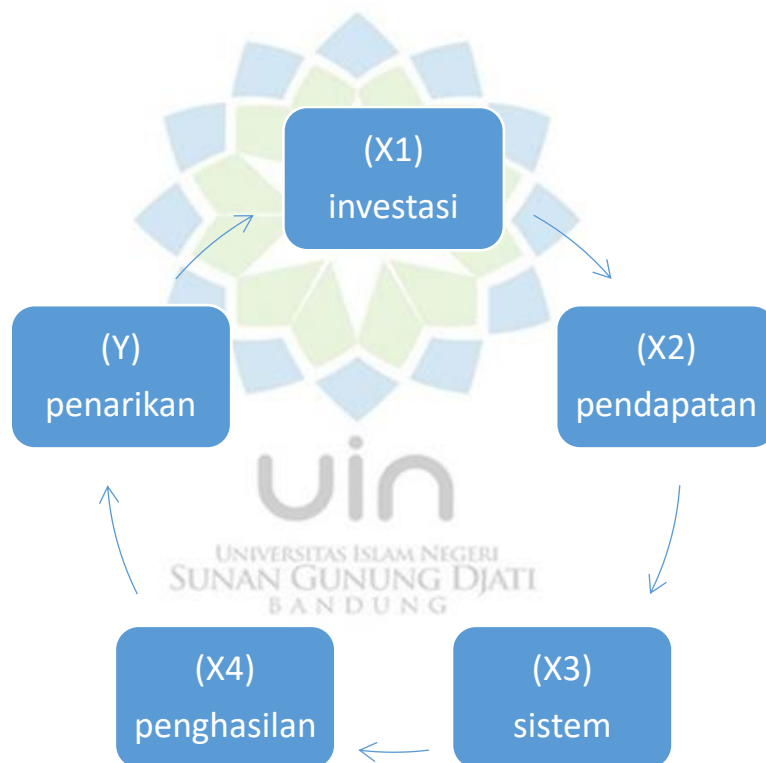 (X1)
investasi
(Y)
penarikan
(X2)
pendapatan
uin
UNIVERSITAS ISLAM NEGERI
SUNAN GUNUNG DJATI
BANDUNG
(X4)
penghasilan
(X3)
sistem